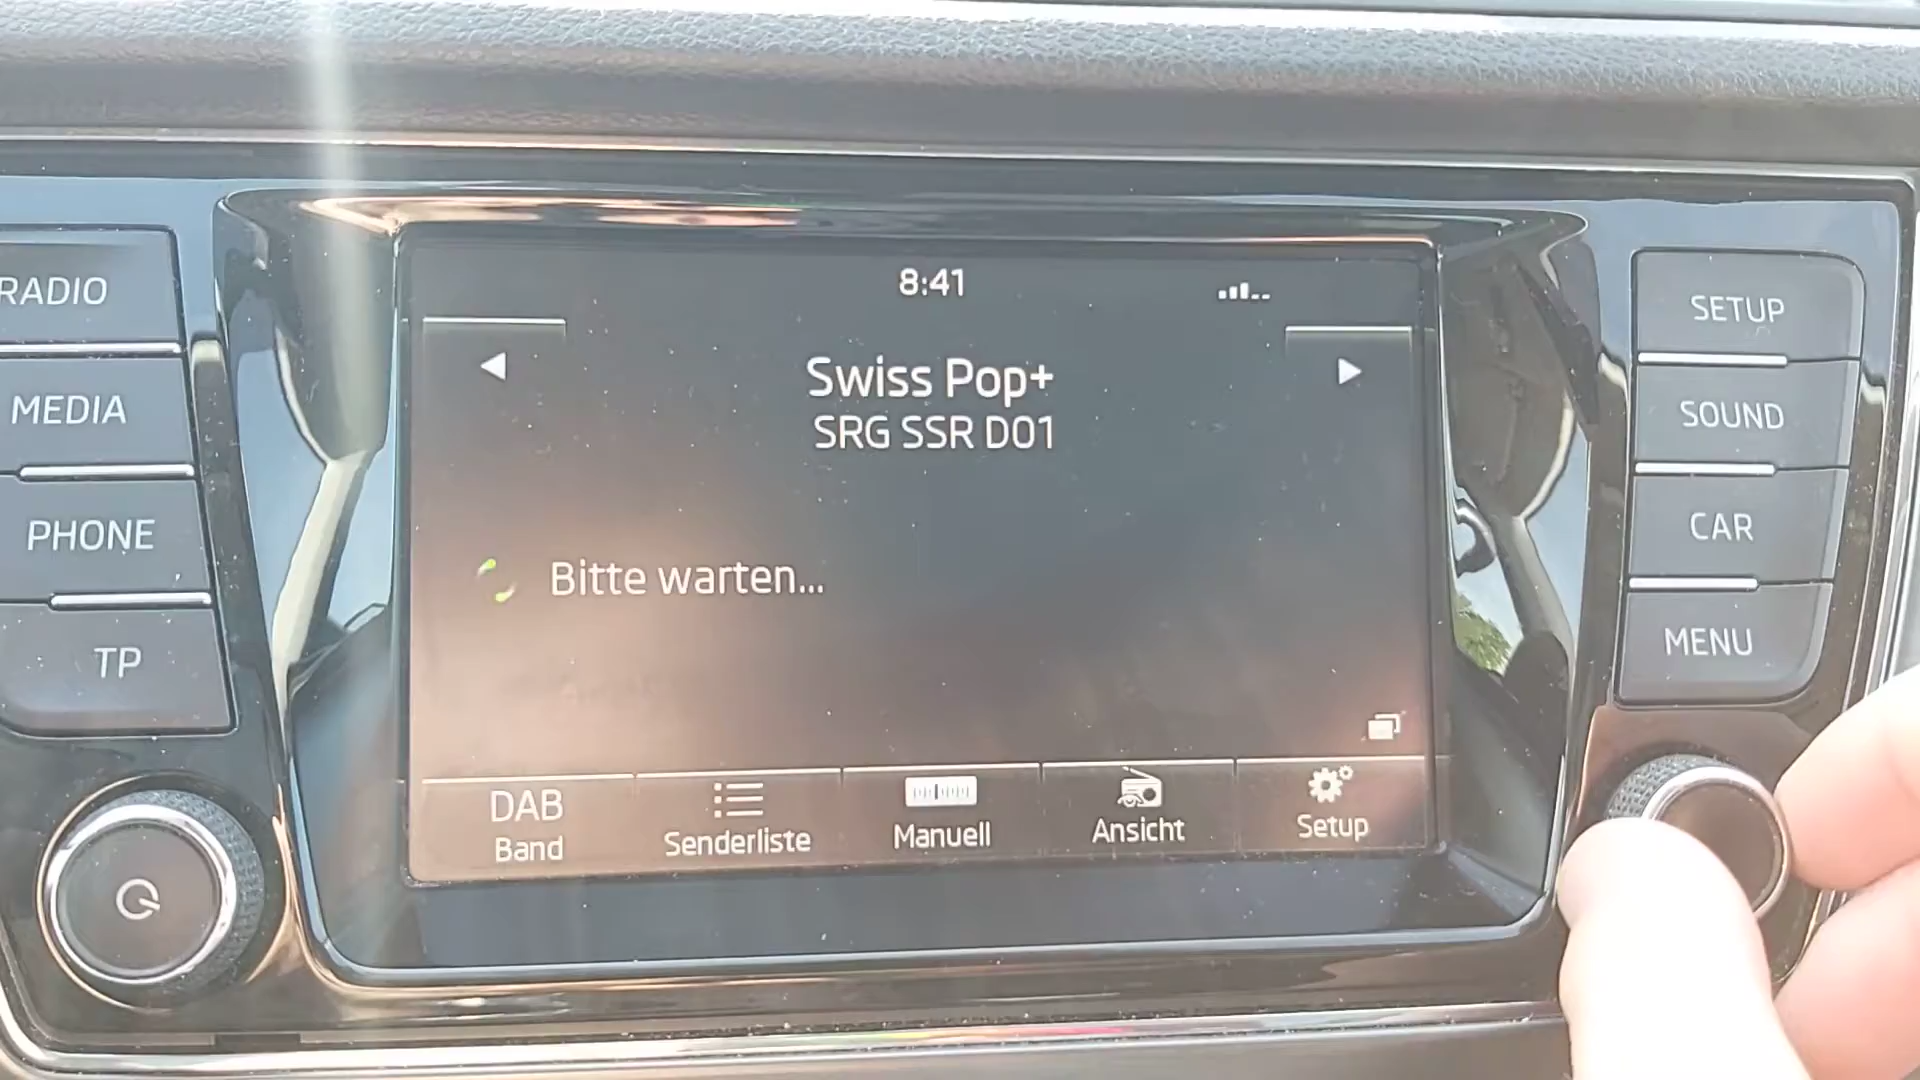 RADIO
MEDIA
PHONE
TP
8:41
Swiss Pop+
SRG SSR D01
Bitte warten...
DAB
Band
Senderliste
Manuell
Ansicht
Setup
SETUP
SOUND
CAR
MENU